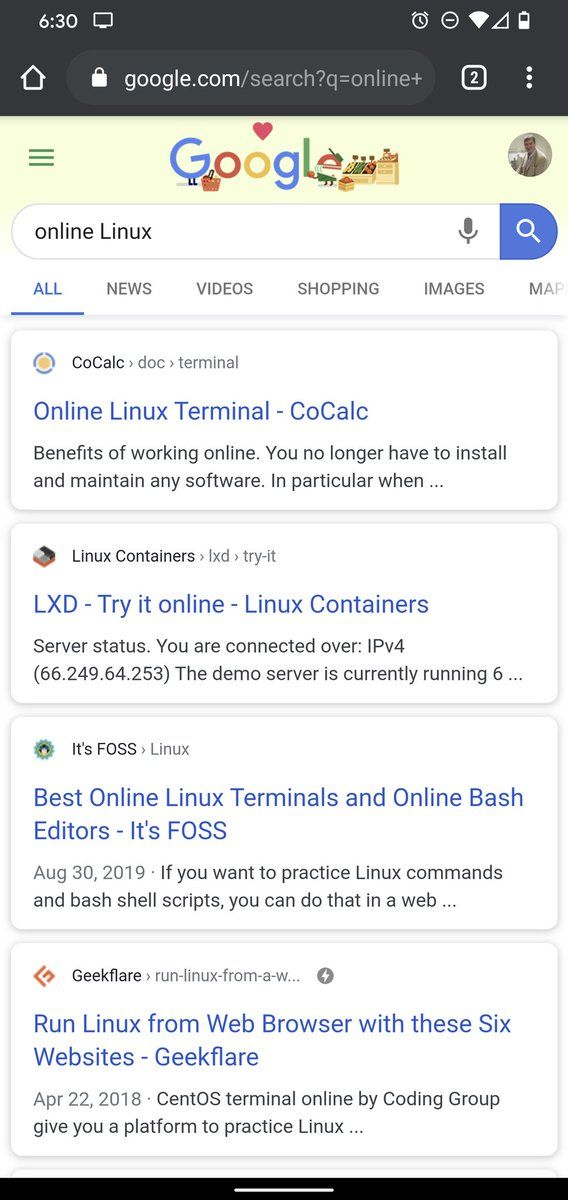 6:30
google.com/search?q=online+
2
Google
online Linux
ALL NEWS VIDEOS SHOPPING IMAGES MAP
CoCalc › doc › terminal
Online Linux Terminal - CoCalc
Benefits of working online. You no longer have to install
and maintain any software. In particular when ...
Linux Containers › lxd › try-it
LXD - Try it online - Linux Containers
Server status. You are connected over: IPv4
(66.249.64.253) The demo server is currently running 6 ...
It's FOSS › Linux
Best Online Linux Terminals and Online Bash
Editors - It's FOSS
Aug 30, 2019 · If you want to practice Linux commands
and bash shell scripts, you can do that in a web ...
Geekflare › run-linux-from-a-w...
Run Linux from Web Browser with these Six
Websites - Geekflare
Apr 22, 2018 · CentOS terminal online by Coding Group
give you a platform to practice Linux ...